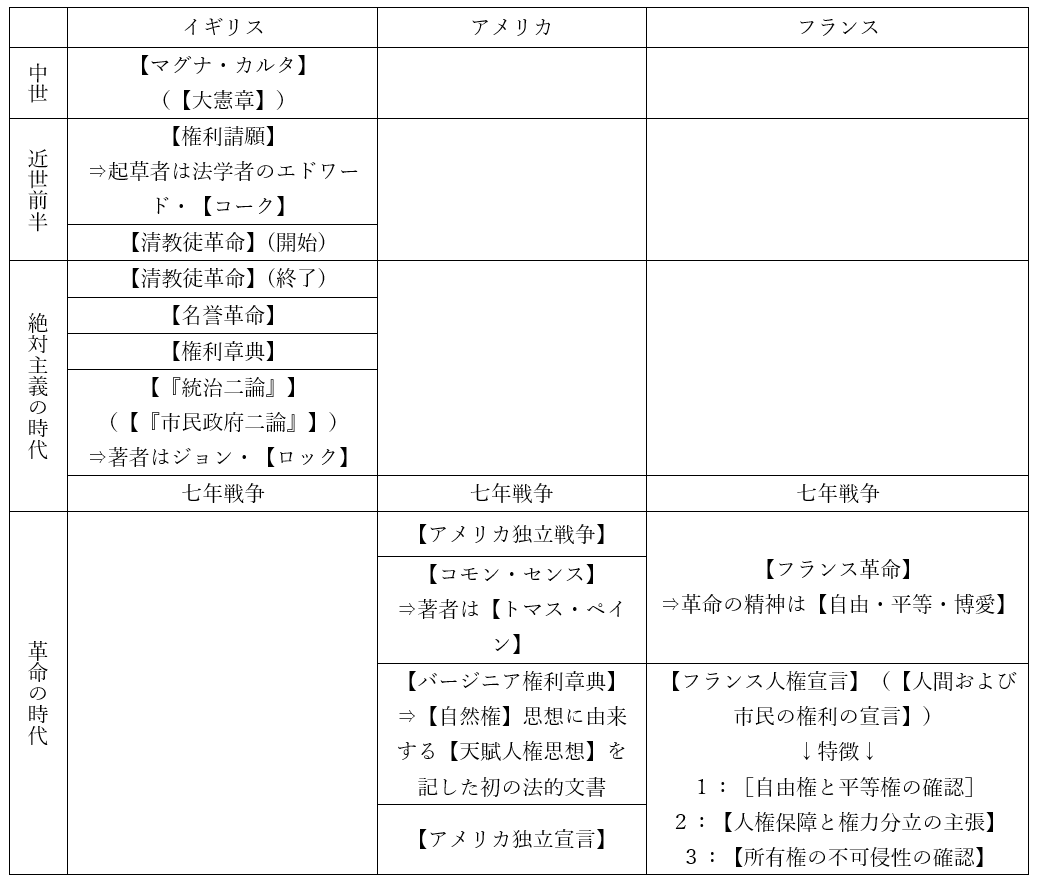 イギリス
アメリカ
フランス
中世
【マグナ・カルタ】
（【大憲章】）
近世前半
【権利請願】
⇒起草者は法学者のエドワー
ド・【コーク】
【清教徒革命】（開始）
絶対主義の時代
【清教徒革命】（終了）
【名誉革命】
【権利章典】
【『統治二論』】
（【『市民政府二論』】）
⇒著者はジョン・【ロック】
七年戦争
七年戦争
七年戦争
革命の時代
【アメリカ独立戦争】
【コモン・センス】
⇒著者は【トマス・ペイ
ン】
【フランス革命】
⇒革命の精神は【自由・平等・博愛】
【バージニア権利章典】
⇒【自然権】思想に由来
する【天賦人権思想】を
記した初の法的文書
【アメリカ独立宣言】
【フランス人権宣言】（【人間および
市民の権利の宣言】）
↓特徴↓
１：［自由権と平等権の確認］
２：【人権保障と権力分立の主張】
３：【所有権の不可侵性の確認】